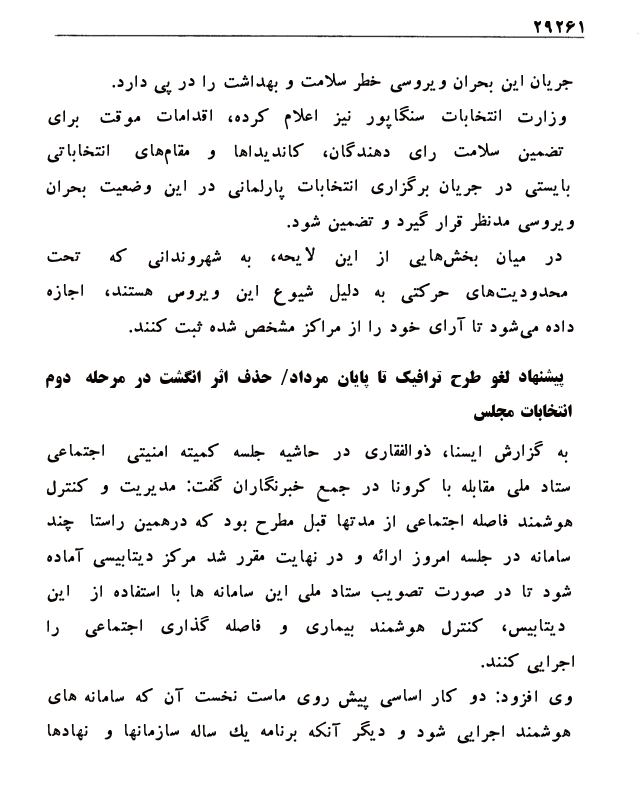 ۲۹۲۶۱
جریان این بحران ویروسی خطر سلامت و بهداشت را در پی دارد.
وزارت انتخابات سنگاپور نیز اعلام کرده، اقدامات موقت برای
تضمین سلامت رای دهندگان، کاندیداها و مقام‌های انتخاباتی
بایستی در جریان برگزاری انتخابات پارلمانی در این وضعیت بحران
ویروسی مدنظر قرار گیرد و تضمین شود.
در میان بخش‌هایی از این لایحه، به شهروندانی که تحت
محدودیت‌های حرکتی به دلیل شیوع این ویروس هستند، اجازه
داده می‌شود تا آرای خود را از مراکز مشخص شده ثبت کنند.
پیشنهاد لغو طرح ترافیک تا پایان مرداد/ حذف اثر انگشت در مرحله دوم
انتخابات مجلس
به گزارش ایسنا، ذوالفقاری در حاشیه جلسه کمیته امنیتی اجتماعی
ستاد ملی مقابله با کرونا در جمع خبرنگاران گفت: مدیریت و کنترل
هوشمند فاصله اجتماعی از مدتها قبل مطرح بود که درهمین راستا چند
سامانه در جلسه امروز ارائه و در نهایت مقرر شد مرکز دیتابیسی آماده
شود تا در صورت تصویب ستاد ملی این سامانه ها با استفاده از این
دیتابیس، کنترل هوشمند بیماری و فاصله گذاری اجتماعی را
اجرایی کنند.
وی افزود: دو کار اساسی پیش روی ماست نخست آن که سامانه های
هوشمند اجرایی شود و دیگر آنکه برنامه یك ساله سازمانها و نهادها